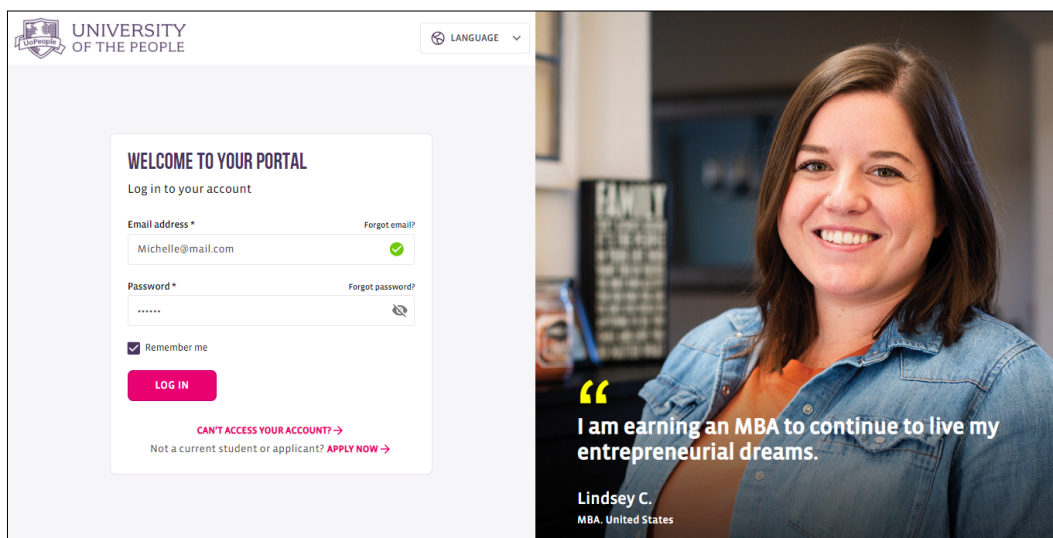 UoPeople
UNIVERSITY
OF THE PEOPLE
LANGUAGE
WELCOME TO YOUR PORTAL
Log in to your account
Email address * Forgot email?
Michelle@mail.com
Password * Forgot password?
••••••
Remember me
LOG IN
CAN'T ACCESS YOUR ACCOUNT? →
Not a current student or applicant? APPLY NOW →
FAMILY
“
I am earning an MBA to continue to live my
entrepreneurial dreams.
Lindsey C.
MBA. United States